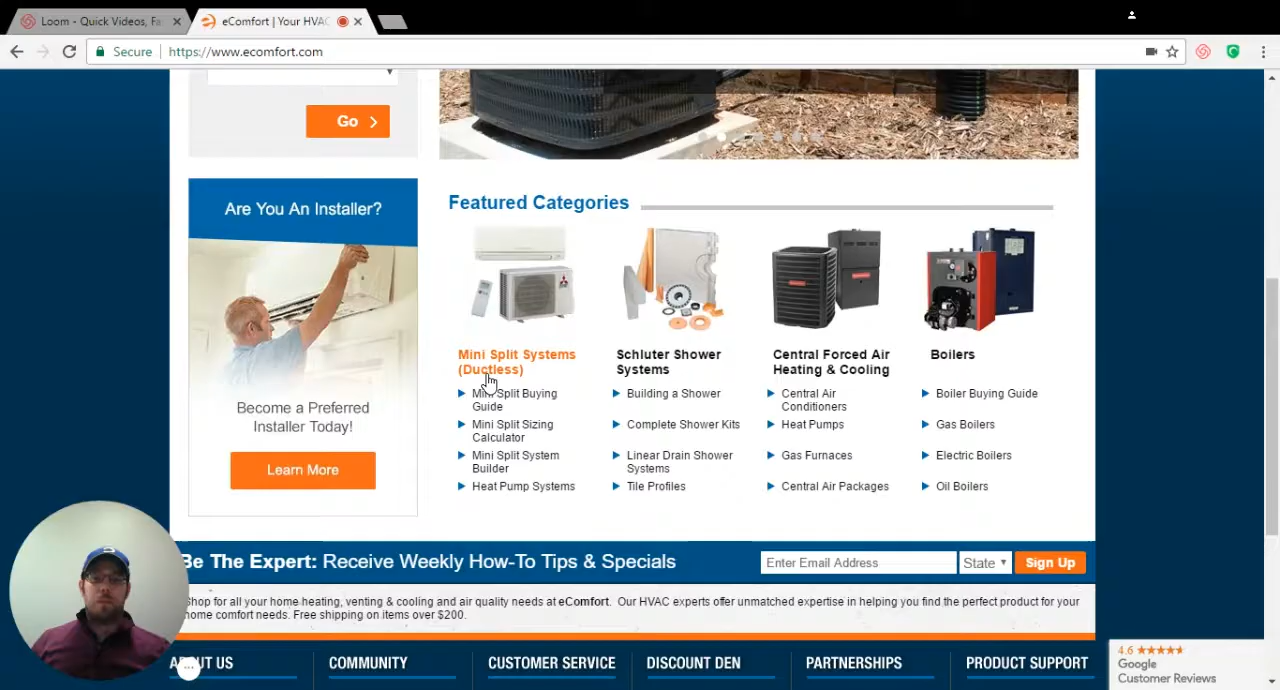 Loom - Quick Videos, Fa
eComfort | Your HVAC
Secure
https://www.ecomfort.com
Go
Are You An Installer?
Become a Preferred
Installer Today!
Learn More
Featured Categories
Mini Split Systems
(Ductless)
Mini Split Buying
Guide
Mini Split Sizing
Calculator
Mini Split System
Builder
Heat Pump Systems
Schluter Shower
Systems
Building a Shower
Complete Shower Kits
Linear Drain Shower
Systems
Tile Profiles
Central Forced Air
Heating & Cooling
Central Air
Conditioners
Heat Pumps
Gas Furnaces
Central Air Packages
Boilers
Boiler Buying Guide
Gas Boilers
Electric Boilers
Oil Boilers
Be The Expert: Receive Weekly How-To Tips & Specials
Enter Email Address
State
Sign Up
Shop for all your home heating, venting & cooling and air quality needs at eComfort. Our HVAC experts offer unmatched expertise in helping you find the perfect product for your
home comfort needs. Free shipping on items over $200.
ABOUT US
COMMUNITY
CUSTOMER SERVICE
DISCOUNT DEN
PARTNERSHIPS
PRODUCT SUPPORT
4.6
Google
Customer Reviews